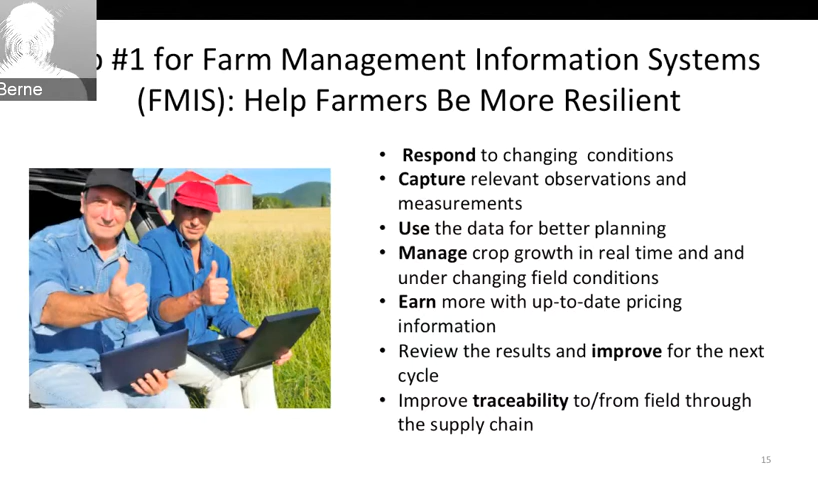 #1 for Farm Management Information Systems
(FMIS): Help Farmers Be More Resilient
Berne
• Respond to changing conditions
• Capture relevant observations and
measurements
• Use the data for better planning
• Manage crop growth in real time and and
under changing field conditions
• Earn more with up-to-date pricing
information
• Review the results and improve for the next
cycle
• Improve traceability to/from field through
the supply chain
15